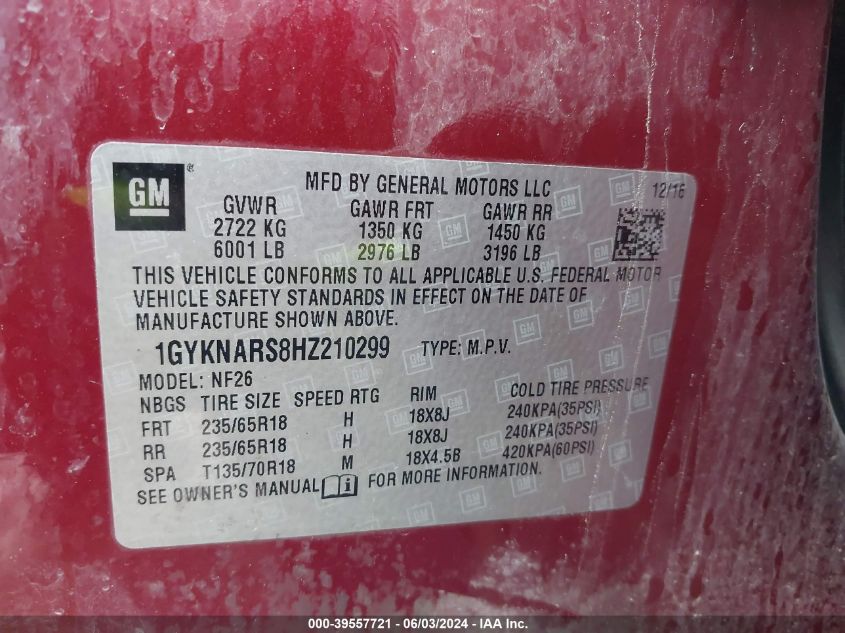 GM®
MFD BY GENERAL MOTORS LLC
12/16
GVWR GAWR FRT GAWR RR
2722 KG 1350 KG 1450 KG
6001 LB 2976 LB 3196 LB
THIS VEHICLE CONFORMS TO ALL APPLICABLE U.S. FEDERAL MOTOR
VEHICLE SAFETY STANDARDS IN EFFECT ON THE DATE OF
MANUFACTURE SHOWN ABOVE.
1GYKNARS8HZ210299 TYPE: M.P.V.
MODEL: NF26
NBGS TIRE SIZE SPEED RTG RIM COLD TIRE PRESSURE
FRT 235/65R18 H 18X8J 240KPA(35PSI)
RR 235/65R18 H 18X8J 240KPA(35PSI)
SPA T135/70R18 M 18X4.5B 420KPA(60PSI)
SEE OWNER'S MANUAL i FOR MORE INFORMATION.
000-39557721 - 06/03/2024 - IAA Inc.